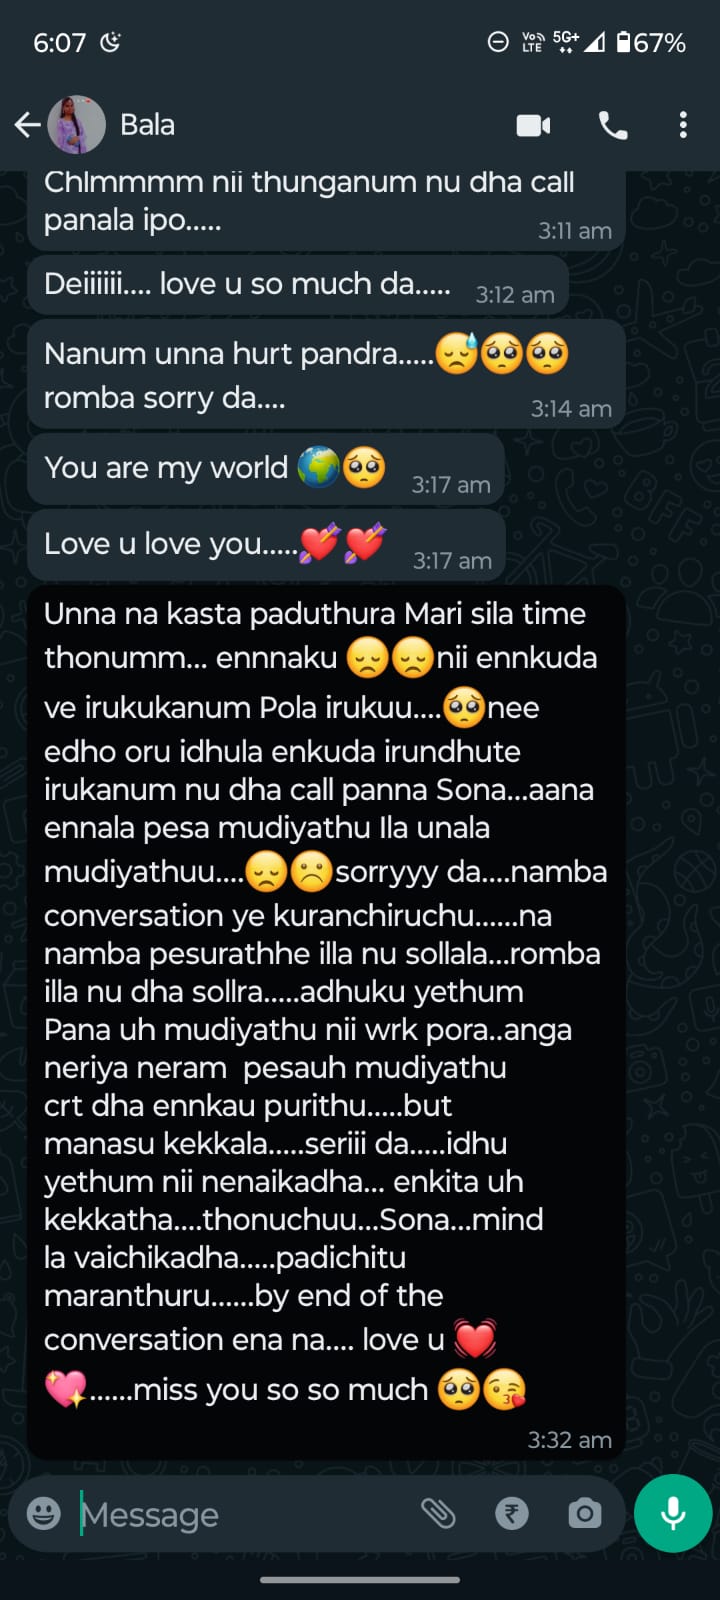 6:07
Vo))
LTE
5G+
67%
Bala
Chlmmmm nii thunganum nu dha call
panala ipo.....
3:11 am
Deiiiiii.... love u so much da.....
3:12 am
Nanum unna hurt pandra.....😓🥺🥺
romba sorry da....
3:14 am
You are my world 🌍🥺
3:17 am
Love u love you.....💘💘
3:17 am
Unna na kasta paduthura Mari sila time
thonumm... ennnaku 😞😞nii ennkuda
ve irukukanum Pola irukuu....🥺nee
edho oru idhula enkuda irundhute
irukanum nu dha call panna Sona...aana
ennala pesa mudiyathu Ila unala
mudiyathuu....😞☹️sorryyy da....namba
conversation ye kuranchiruchu......na
namba pesurathhe illa nu sollala...romba
illa nu dha sollra.....adhuku yethum
Pana uh mudiyathu nii wrk pora..anga
neriya neram  pesauh mudiyathu
crt dha ennkau purithu.....but
manasu kekkala.....seriii da.....idhu
yethum nii nenaikadha... enkita uh
kekkatha....thonuchuu...Sona...mind
la vaichikadha.....padichitu
maranthuru......by end of the
conversation ena na.... love u 💓
💖......miss you so so much 🥺😘
3:32 am
Message